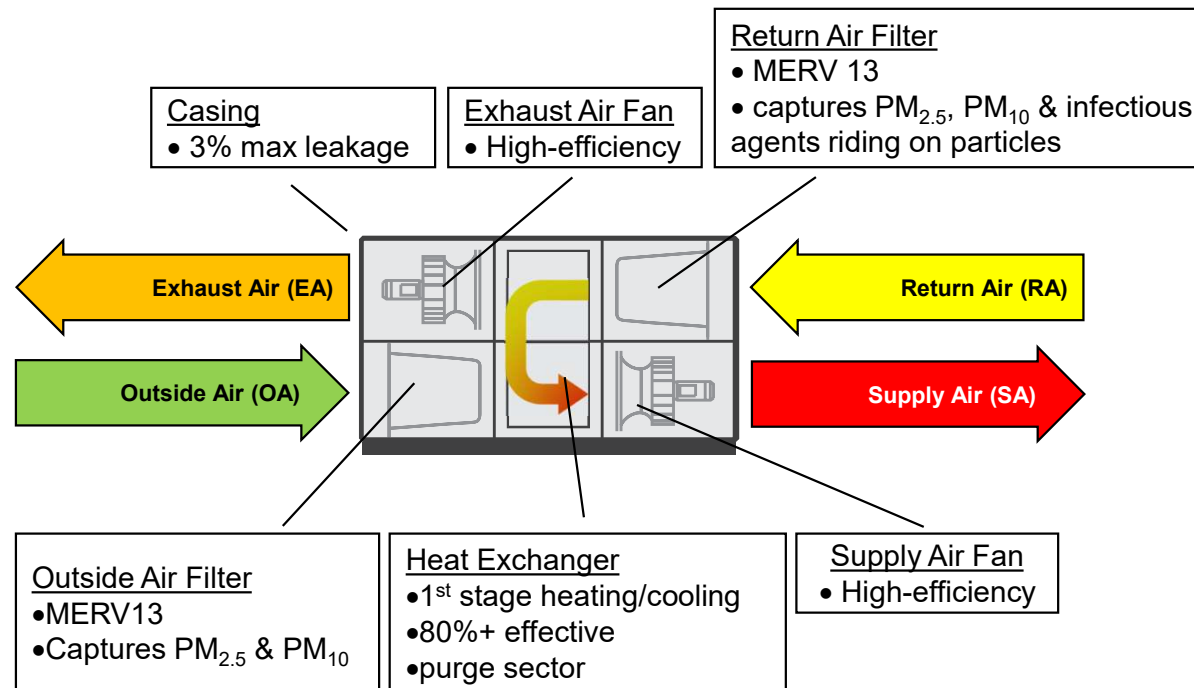 Return Air Filter
• MERV 13
• captures PM2.5, PM10 & infectious
agents riding on particles
Casing
• 3% max leakage
Exhaust Air Fan
• High-efficiency
Exhaust Air (EA)
Return Air (RA)
Outside Air (OA)
Supply Air (SA)
Outside Air Filter
•MERV13
•Captures PM2.5 & PM10
Heat Exchanger
•1st stage heating/cooling
•80%+ effective
•purge sector
Supply Air Fan
• High-efficiency